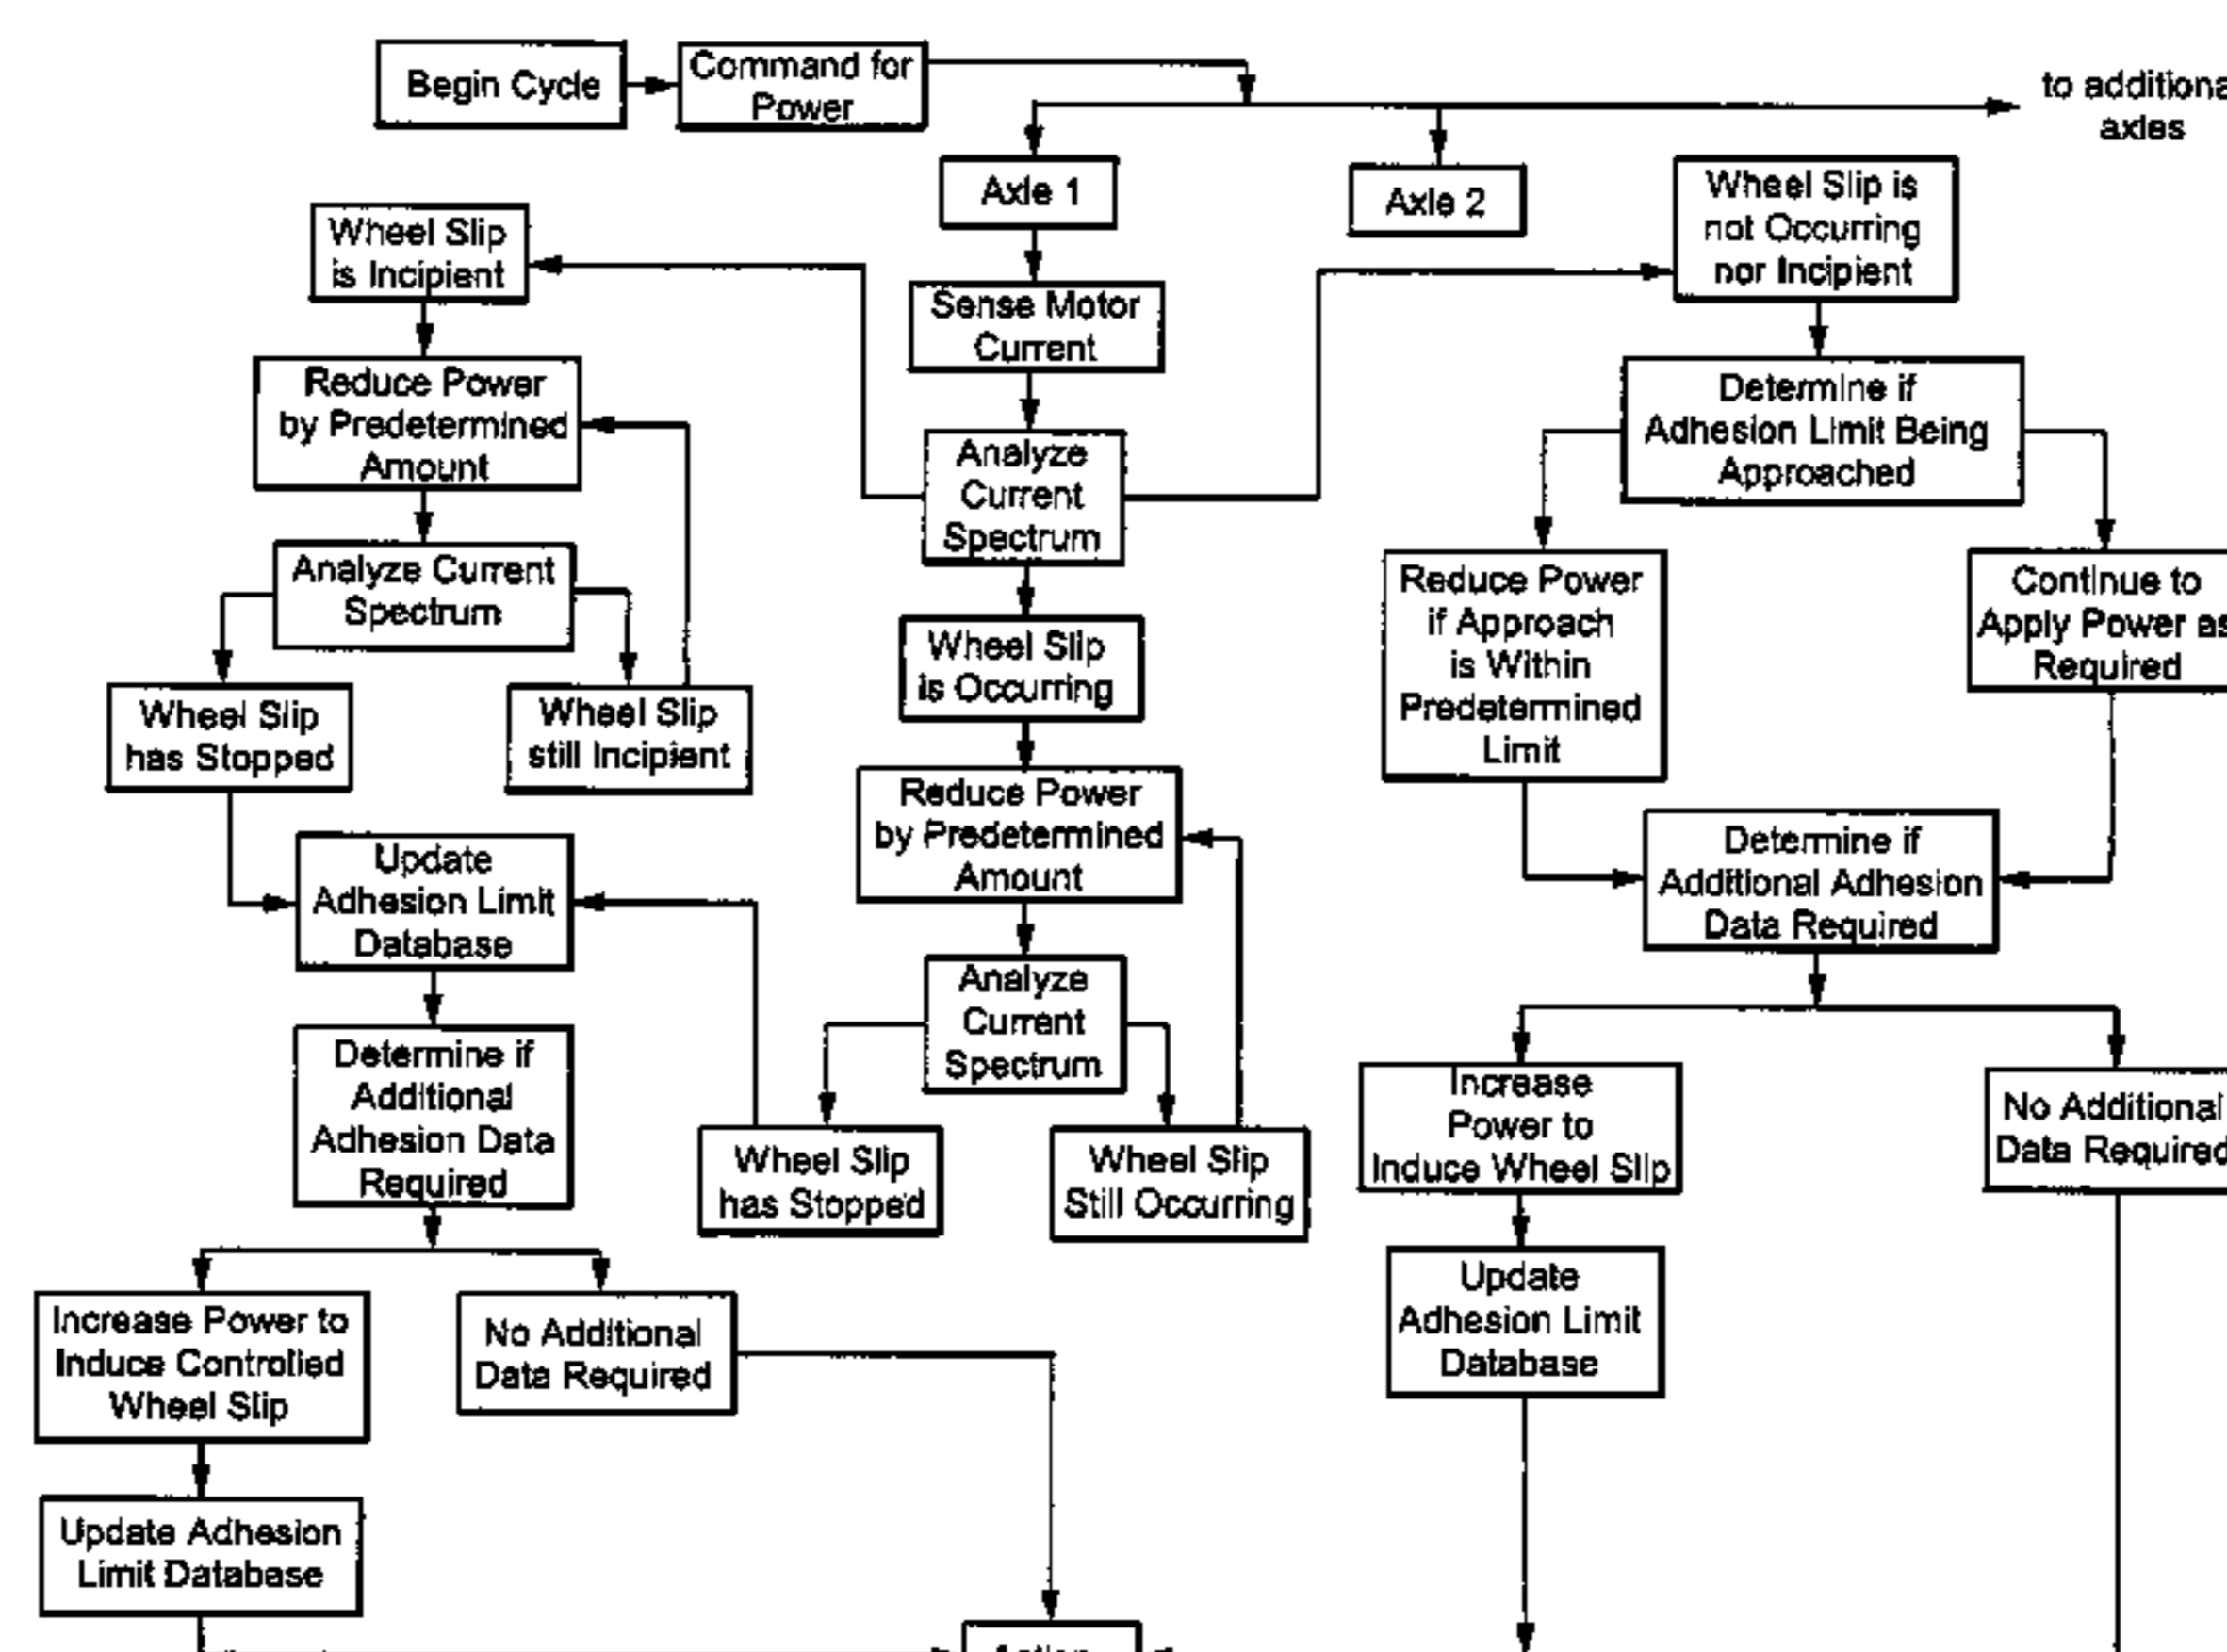 Begin Cycle
Command for
Power
to additiona
axles
Axle 1
Axle 2
Wheel Slip is
not Occurring
nor Incipient
Wheel Slip
is Incipient
Sense Motor
Current
Reduce Power
by Predetermined
Amount
Determine if
Adhesion Limit Being
Approached
Analyze
Current
Spectrum
Analyze Current
Spectrum
Reduce Power
if Approach
is Within
Predetermined
Limit
Continue to
Apply Power as
Required
Wheel Slip
is Occurring
Wheel Slip
has Stopped
Wheel Slip
still Incipient
Reduce Power
by Predetermined
Amount
Update
Adhesion Limit
Database
Determine if
Additional Adhesion
Data Required
Analyze
Current
Spectrum
Determine if
Additional
Adhesion Data
Required
Wheel Slip
has Stopped
Wheel Slip
Still Occurring
Increase
Power to
Induce Wheel Slip
No Additional
Data Required
Update
Adhesion Limit
Database
Increase Power to
Induce Controlled
Wheel Slip
No Additional
Data Required
Update Adhesion
Limit Database